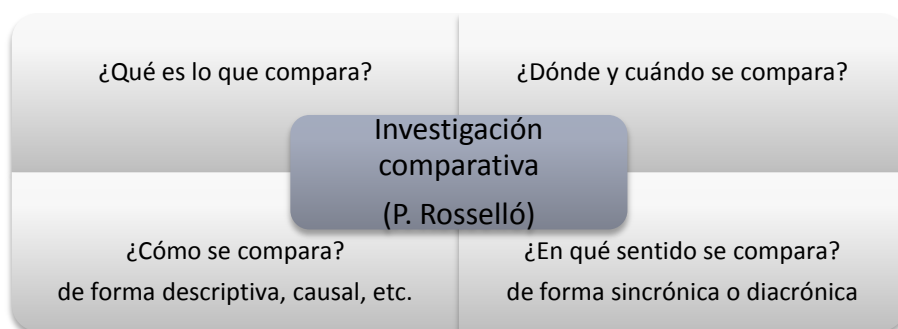 ¿Qué es lo que compara?
¿Dónde y cuándo se compara?
Investigación
comparativa
(P. Rosselló)
¿Cómo se compara?
de forma descriptiva, causal, etc.
¿En qué sentido se compara?
de forma sincrónica o diacrónica